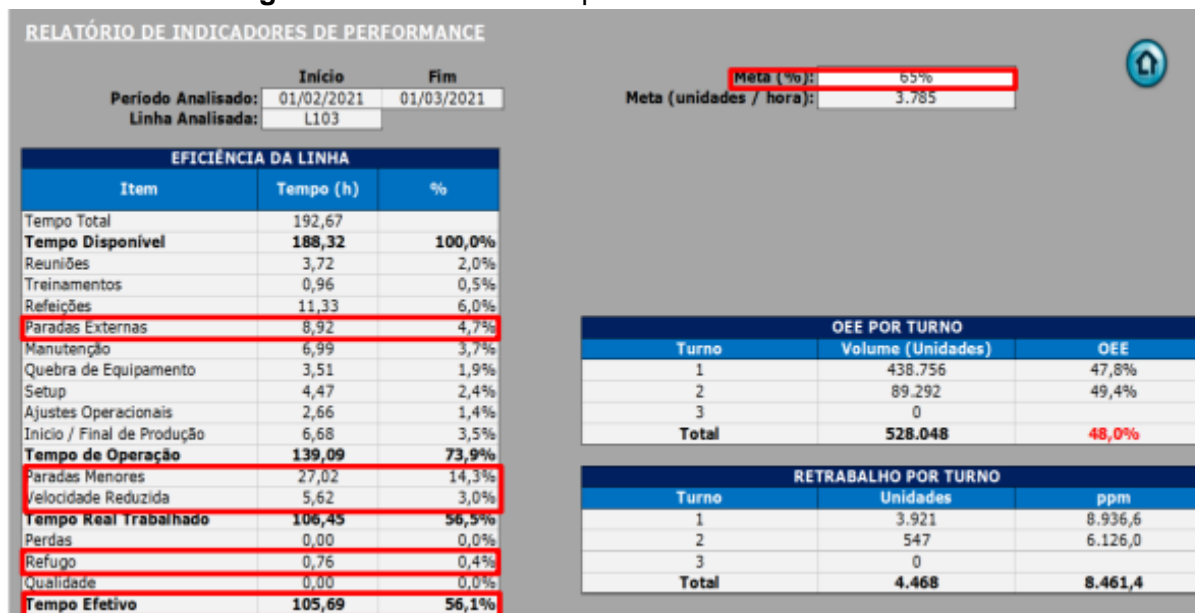 RELATÓRIO DE INDICADORES DE PERFORMANCE
Início Fim
Período Analisado: 01/02/2021 01/03/2021
Linha Analisada: L103
Meta (%): 65%
Meta (unidades / hora): 3.785
EFICIÊNCIA DA LINHA
Item Tempo (h) %
Tempo Total 192,67
Tempo Disponível 188,32 100,0%
Reuniões 3,72 2,0%
Treinamentos 0,96 0,5%
Refeições 11,33 6,0%
Paradas Externas 8,92 4,7%
Manutenção 6,99 3,7%
Quebra de Equipamento 3,51 1,9%
Setup 4,47 2,4%
Ajustes Operacionais 2,66 1,4%
Inicio / Final de Produção 6,68 3,5%
Tempo de Operação 139,09 73,9%
Paradas Menores 27,02 14,3%
Velocidade Reduzida 5,62 3,0%
Tempo Real Trabalhado 106,45 56,5%
Perdas 0,00 0,0%
Refugo 0,76 0,4%
Qualidade 0,00 0,0%
Tempo Efetivo 105,69 56,1%
OEE POR TURNO
Turno Volume (Unidades) OEE
1 438.756 47,8%
2 89.292 49,4%
3 0
Total 528.048 48,0%
RETRABALHO POR TURNO
Turno Unidades ppm
1 3.921 8.936,6
2 547 6.126,0
3 0
Total 4.468 8.461,4